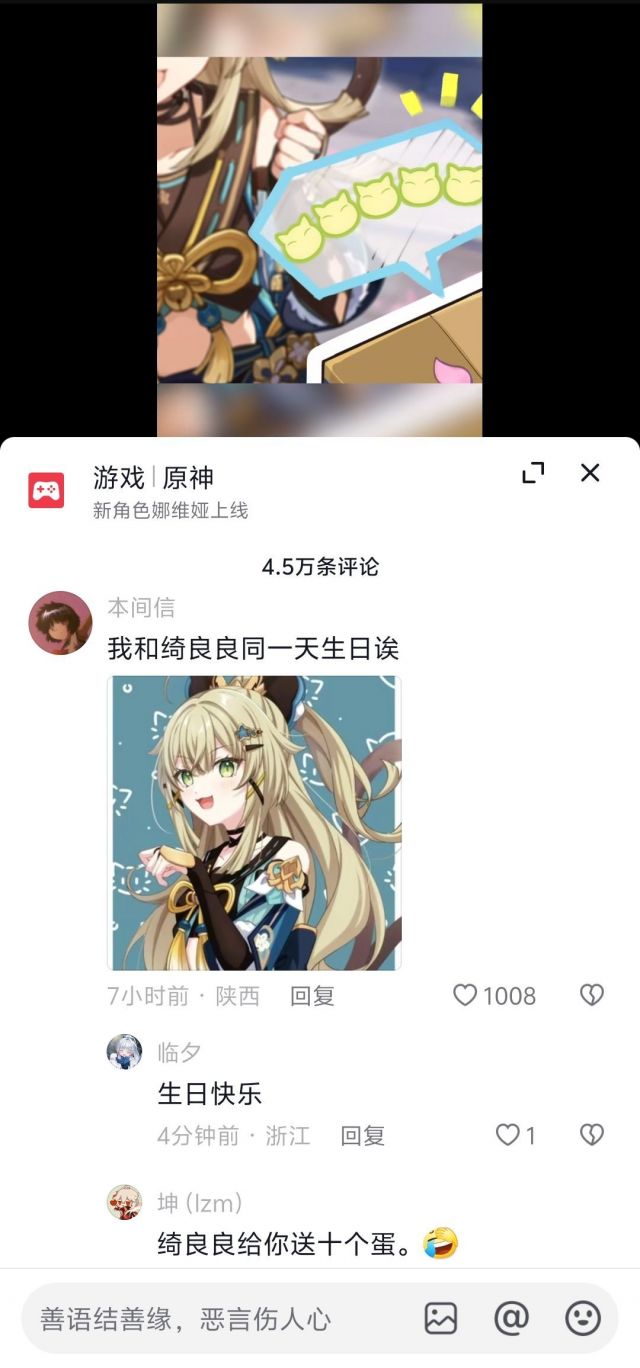 游戏|原神
新角色娜维娅上线
4.5万条评论
本间信
我和绮良良同一天生日诶
7小时前 · 陕西 回复 1008
临夕
生日快乐
4分钟前 · 浙江 回复 1
坤 (lzm)
绮良良给你送十个蛋。🤣
善语结善缘，恶言伤人心